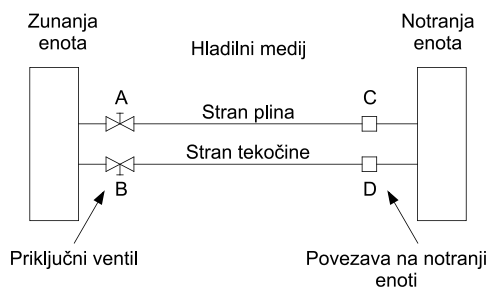 Zunanja
enota
Hladilni medij
Notranja
enota
A
C
Stran plina
Stran tekočine
B
D
Priključni ventil
Povezava na notranji
enoti